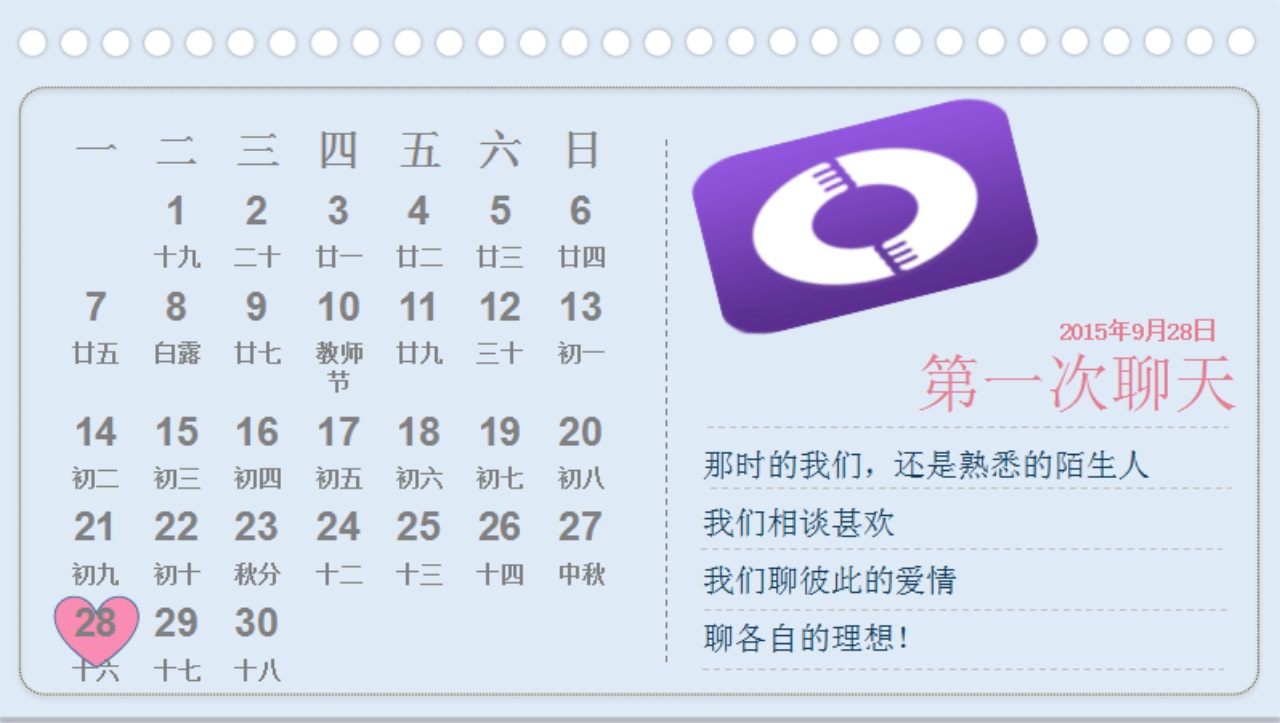 一 二 三 四 五 六 日
1 2 3 4 5 6
十九 二十 廿一 廿二 廿三 廿四
7 8 9 10 11 12 13
廿五 白露 廿七 教师 廿九 三十 初一
节
14 15 16 17 18 19 20
初二 初三 初四 初五 初六 初七 初八
21 22 23 24 25 26 27
初九 初十 秋分 十二 十三 十四 中秋
28 29 30
十六 十七 十八
2015年9月28日
第一次聊天
那时的我们，还是熟悉的陌生人
我们相谈甚欢
我们聊彼此的爱情
聊各自的理想！